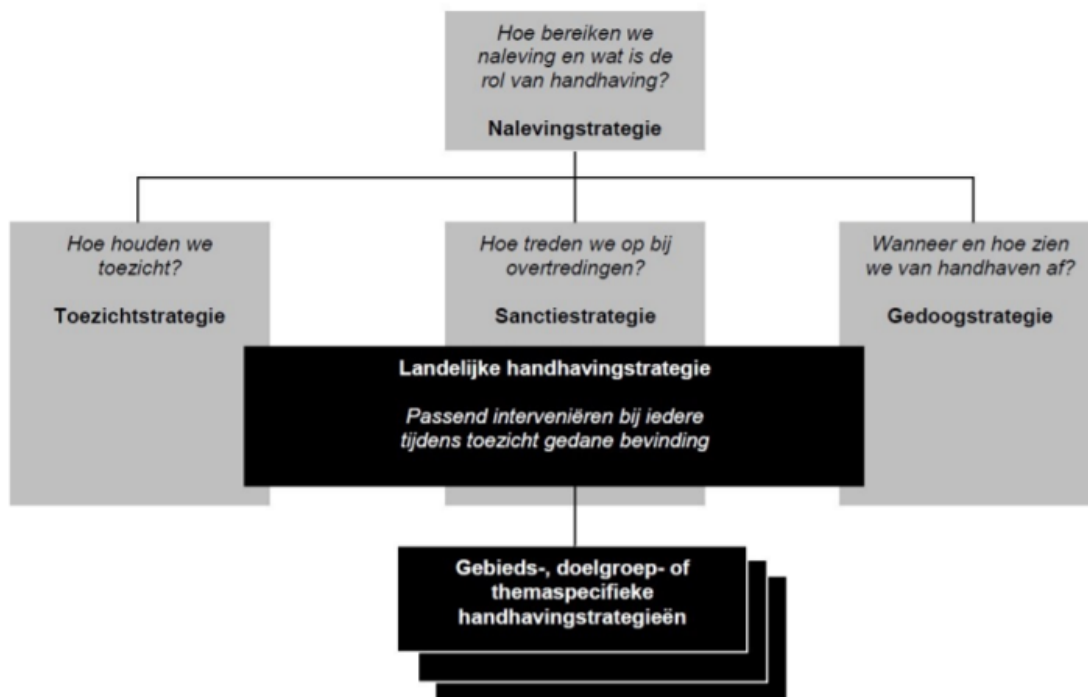 Hoe bereiken we
naleving en wat is de
rol van handhaving?
Nalevingstrategie
Hoe houden we
toezicht?
Toezichtstrategie
Hoe treden we op bij
overtredingen?
Sanctiestrategie
Wanneer en hoe zien
we van handhaven af?
Gedoogstrategie
Landelijke handhavingstrategie
Passend interveniëren bij iedere
tijdens toezicht gedane bevinding
Gebieds-, doelgroep- of
themaspecifieke
handhavingstrategieën